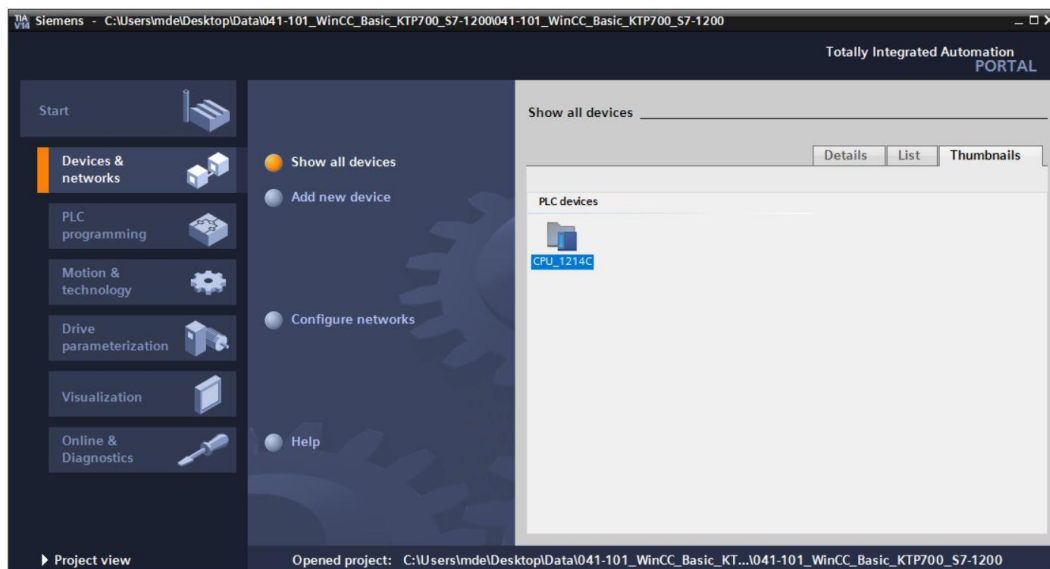 TIA V14 Siemens - C:\Users\mde\Desktop\Data\041-101_WinCC_Basic_KTP700_S7-1200\041-101_WinCC_Basic_KTP700_S7-1200
Totally Integrated Automation
PORTAL
Start
Devices &
networks
PLC
programming
Motion &
technology
Drive
parameterization
Visualization
Online &
Diagnostics
Show all devices
Add new device
Configure networks
Help
Show all devices
Details List Thumbnails
PLC devices
CPU_1214C
Project view
Opened project: C:\Users\mde\Desktop\Data\041-101_WinCC_Basic_KT...\041-101_WinCC_Basic_KTP700_S7-1200